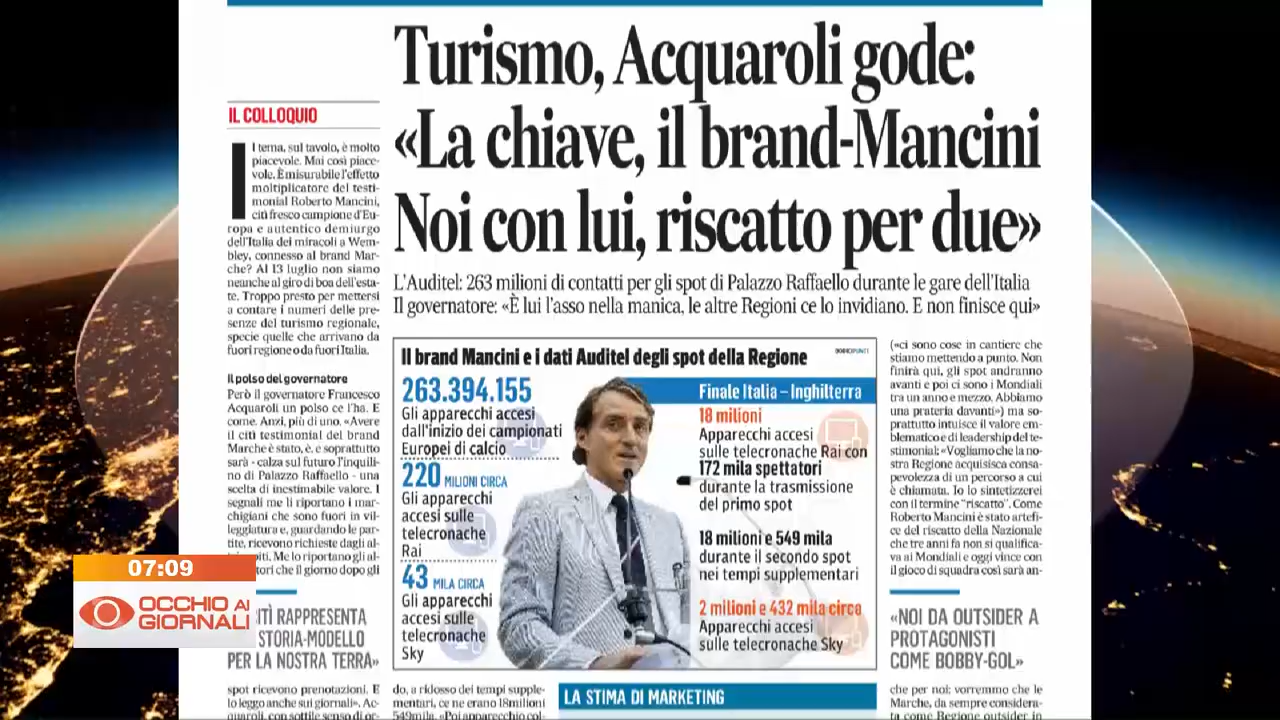 Turismo, Acquaroli gode:
«La chiave, il brand-Mancini
Noi con lui, riscatto per due»
L'Auditel: 263 milioni di contatti per gli spot di Palazzo Raffaello durante le gare dell'Italia
Il governatore: «È lui l'asso nella manica, le altre Regioni ce lo invidiano. E non finisce qui»
IL COLLOQUIO
Il tema, sul tavolo, è molto
piacevole. Mai così piace-
vole. È misurabile l'effetto
moltiplicatore del testi-
monial Roberto Mancini,
citì fresco campione d'Eu-
ropa e autentico demiurgo
dell'Italia dei miracoli a Wem-
bley, connesso al brand Mar-
che? Al 13 luglio non siamo
neanche al giro di boa dell'esta-
te. Troppo presto per mettersi
a contare i numeri delle pre-
senze del turismo regionale,
specie quelle che arrivano da
fuori regione o da fuori Italia.
Il polso del governatore
Però il governatore Francesco
Acquaroli un polso ce l'ha. E
come. Anzi, più di uno. «Avere
il citì testimonial del brand
Marche è stato, è, e soprattutto
sarà - calza sul futuro l'inquili-
no di Palazzo Raffaello - una
scelta di inestimabile valore. I
segnali me li riportano i mar-
chigiani che sono fuori in vil-
leggiatura e, guardando le par-
tite, ricevono richieste dagli al-
Me lo riportano gli al-
tori che il giorno dopo gli
CITÌ RAPPRESENTA
STORIA-MODELLO
PER LA NOSTRA TERRA»
spot ricevono prenotazioni. E
lo leggo anche sui giornali». Ac-
quaroli, con sottile senso di or-
Il brand Mancini e i dati Auditel degli spot della Regione
263.394.155
Gli apparecchi accesi
dall'inizio dei campionati
Europei di calcio
220 MILIONI CIRCA
Gli apparecchi
accesi sulle
telecronache
Rai
43 MILA CIRCA
Gli apparecchi
accesi sulle
telecronache
Sky
Finale Italia – Inghilterra
18 milioni
Apparecchi accesi
sulle telecronache Rai con
172 mila spettatori
durante la trasmissione
del primo spot
18 milioni e 549 mila
durante il secondo spot
nei tempi supplementari
2 milioni e 432 mila circa
Apparecchi accesi
sulle telecronache Sky
do, a ridosso dei tempi supple-
mentari, ce ne erano 18milioni
549mila. «Poi apparecchi col-
LA STIMA DI MARKETING
(«ci sono cose in cantiere che
stiamo mettendo a punto. Non
finirà qui, gli spot andranno
avanti e poi ci sono i Mondiali
tra un anno e mezzo. Abbiamo
una prateria davanti») ma so-
prattutto intuisce il valore em-
blematico e di leadership del te-
stimonial: «Vogliamo che la no-
stra Regione acquisisca consa-
pevolezza di un percorso a cui
è chiamata. Io lo sintetizzerei
con il termine "riscatto". Come
Roberto Mancini è stato artefi-
ce del riscatto della Nazionale
che tre anni fa non si qualifica-
va ai Mondiali e oggi vince con
il gioco di squadra così sarà an-
«NOI DA OUTSIDER A
PROTAGONISTI
COME BOBBY-GOL»
che per noi: vorremmo che le
Marche, da sempre considera-
ta come Regione outsider in
07:09
OCCHIO AI
GIORNALI